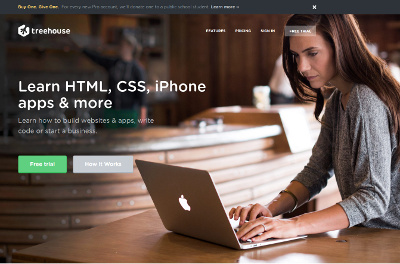 Buy One. Give One. For every new Pro account, we'll donate one to a public school student. Learn more >
treehouse
FEATURES PRICING SIGN IN FREE TRIAL
Learn HTML, CSS, iPhone
apps & more
Learn how to build websites & apps, write
code or start a business.
Free trial How It Works